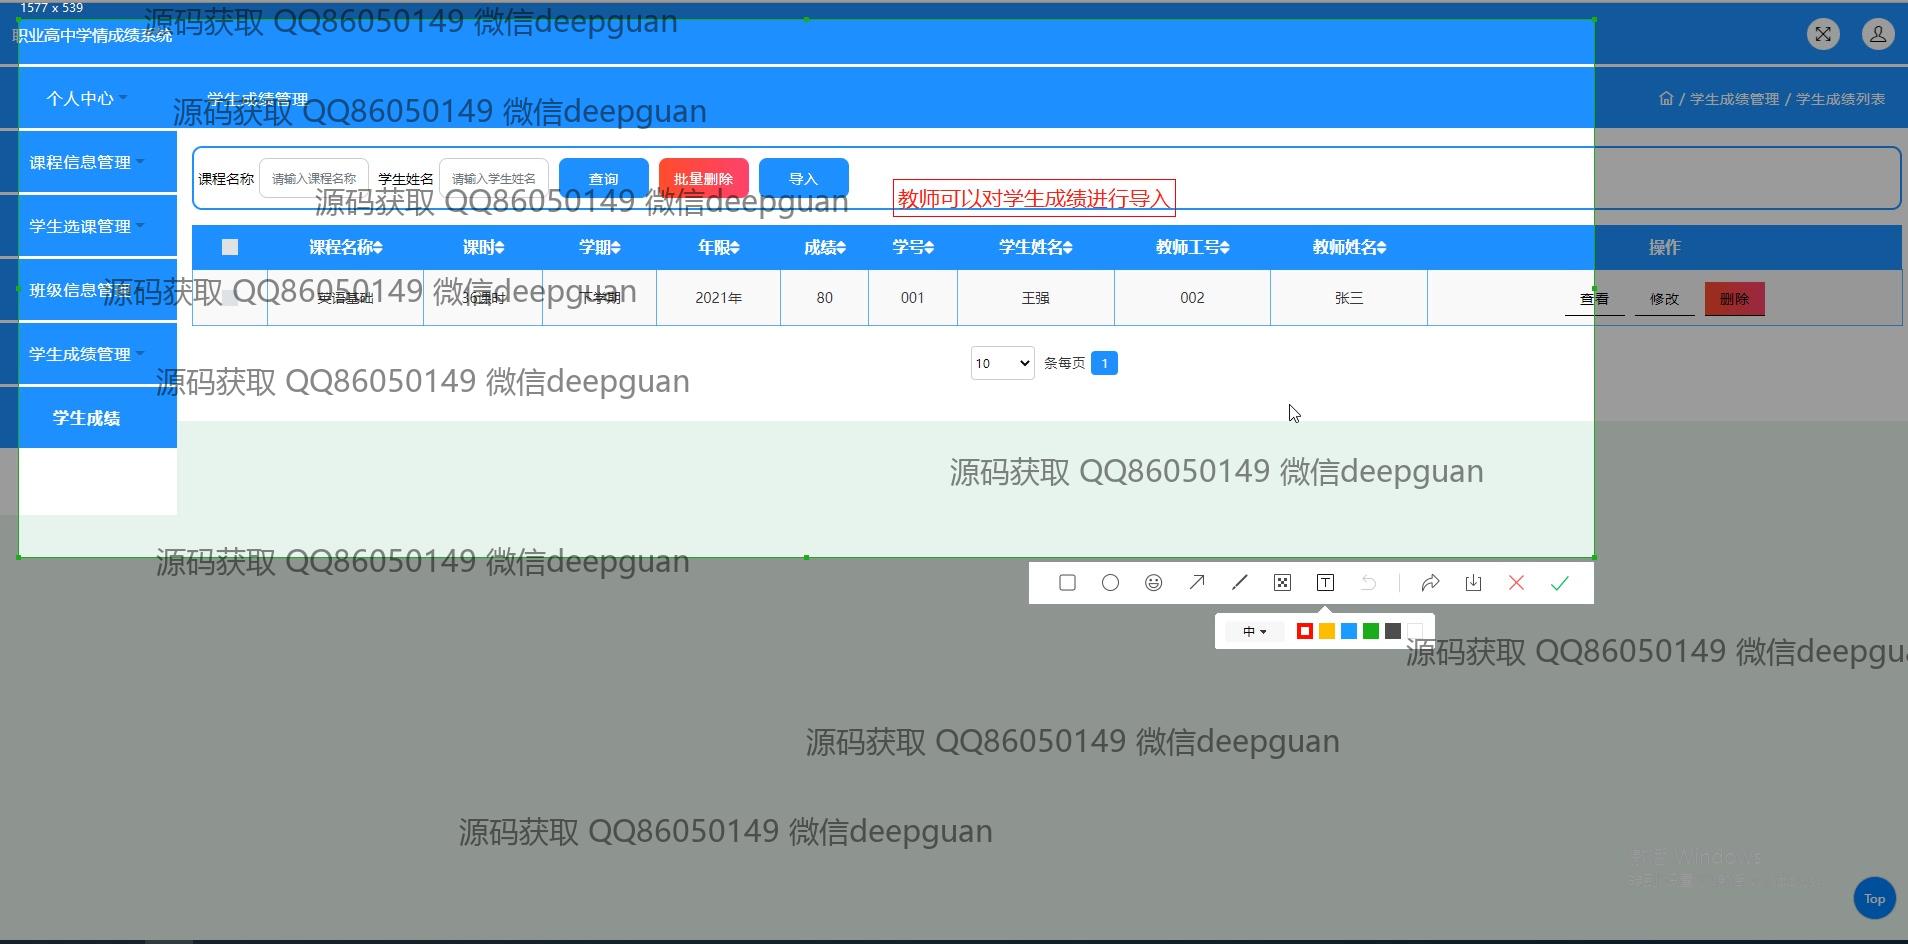 1577 x 539
源码获取 QQ86050149 微信deepguan
职业高中学情成绩系统
个人中心
学生成绩管理
/ 学生成绩管理 / 学生成绩列表
源码获取 QQ86050149 微信deepguan
课程信息管理
课程名称 请输入课程名称 学生姓名 请输入学生姓名 查询 批量删除 导入
教师可以对学生成绩进行导入
源码获取 QQ86050149 微信deepguan
学生选课管理
课程名称 课时 学期 年限 成绩 学号 学生姓名 教师工号 教师姓名 操作
班级信息管理
英语基础 36课时 下学期 2021年 80 001 王强 002 张三 查看 修改 删除
源码获取 QQ86050149 微信deepguan
学生成绩管理
10 条每页 1
源码获取 QQ86050149 微信deepguan
学生成绩
源码获取 QQ86050149 微信deepguan
源码获取 QQ86050149 微信deepguan
T
中
源码获取 QQ86050149 微信deepgu
源码获取 QQ86050149 微信deepguan
源码获取 QQ86050149 微信deepguan
激活 Windows
Top